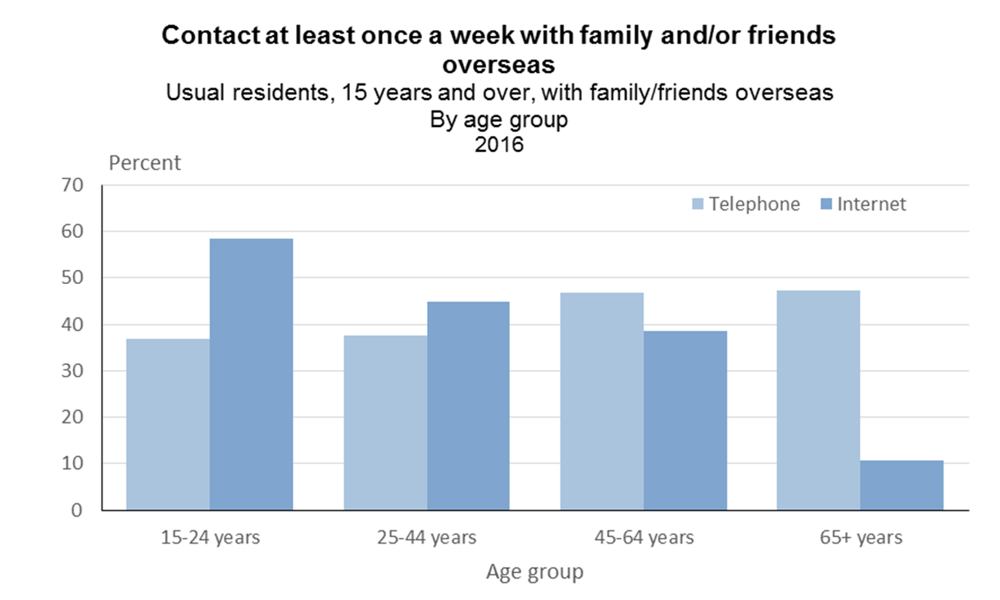 Contact at least once a week with family and/or friends
overseas
Usual residents, 15 years and over, with family/friends overseas
By age group
2016
Percent
70
Telephone Internet
60
50
40
30
20
10
0
15-24 years 25-44 years 45-64 years 65+ years
Age group